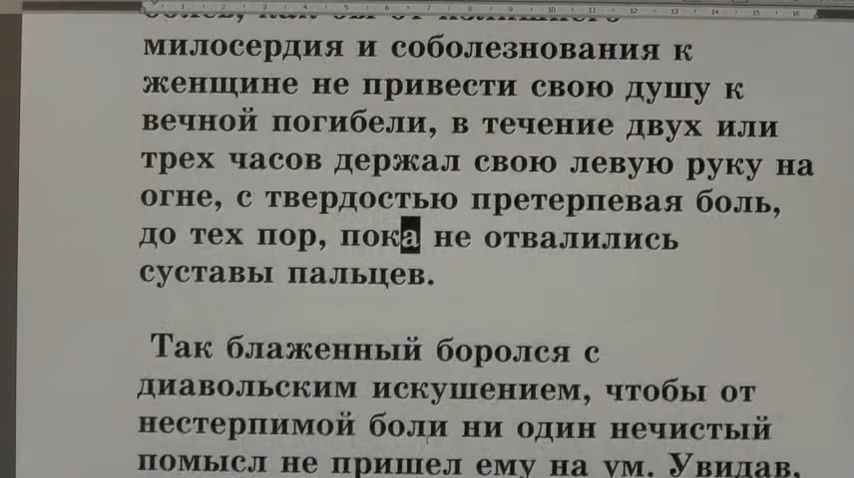 милосердия и соболезнования к
женщине не привести свою душу к
вечной погибели, в течение двух или
трех часов держал свою левую руку на
огне, с твердостью претерпевая боль,
до тех пор, пока не отвалились
суставы пальцев.
Так блаженный боролся с
диавольским искушением, чтобы от
нестерпимой боли ни один нечистый
помысл не пришел ему на ум. Увидав,